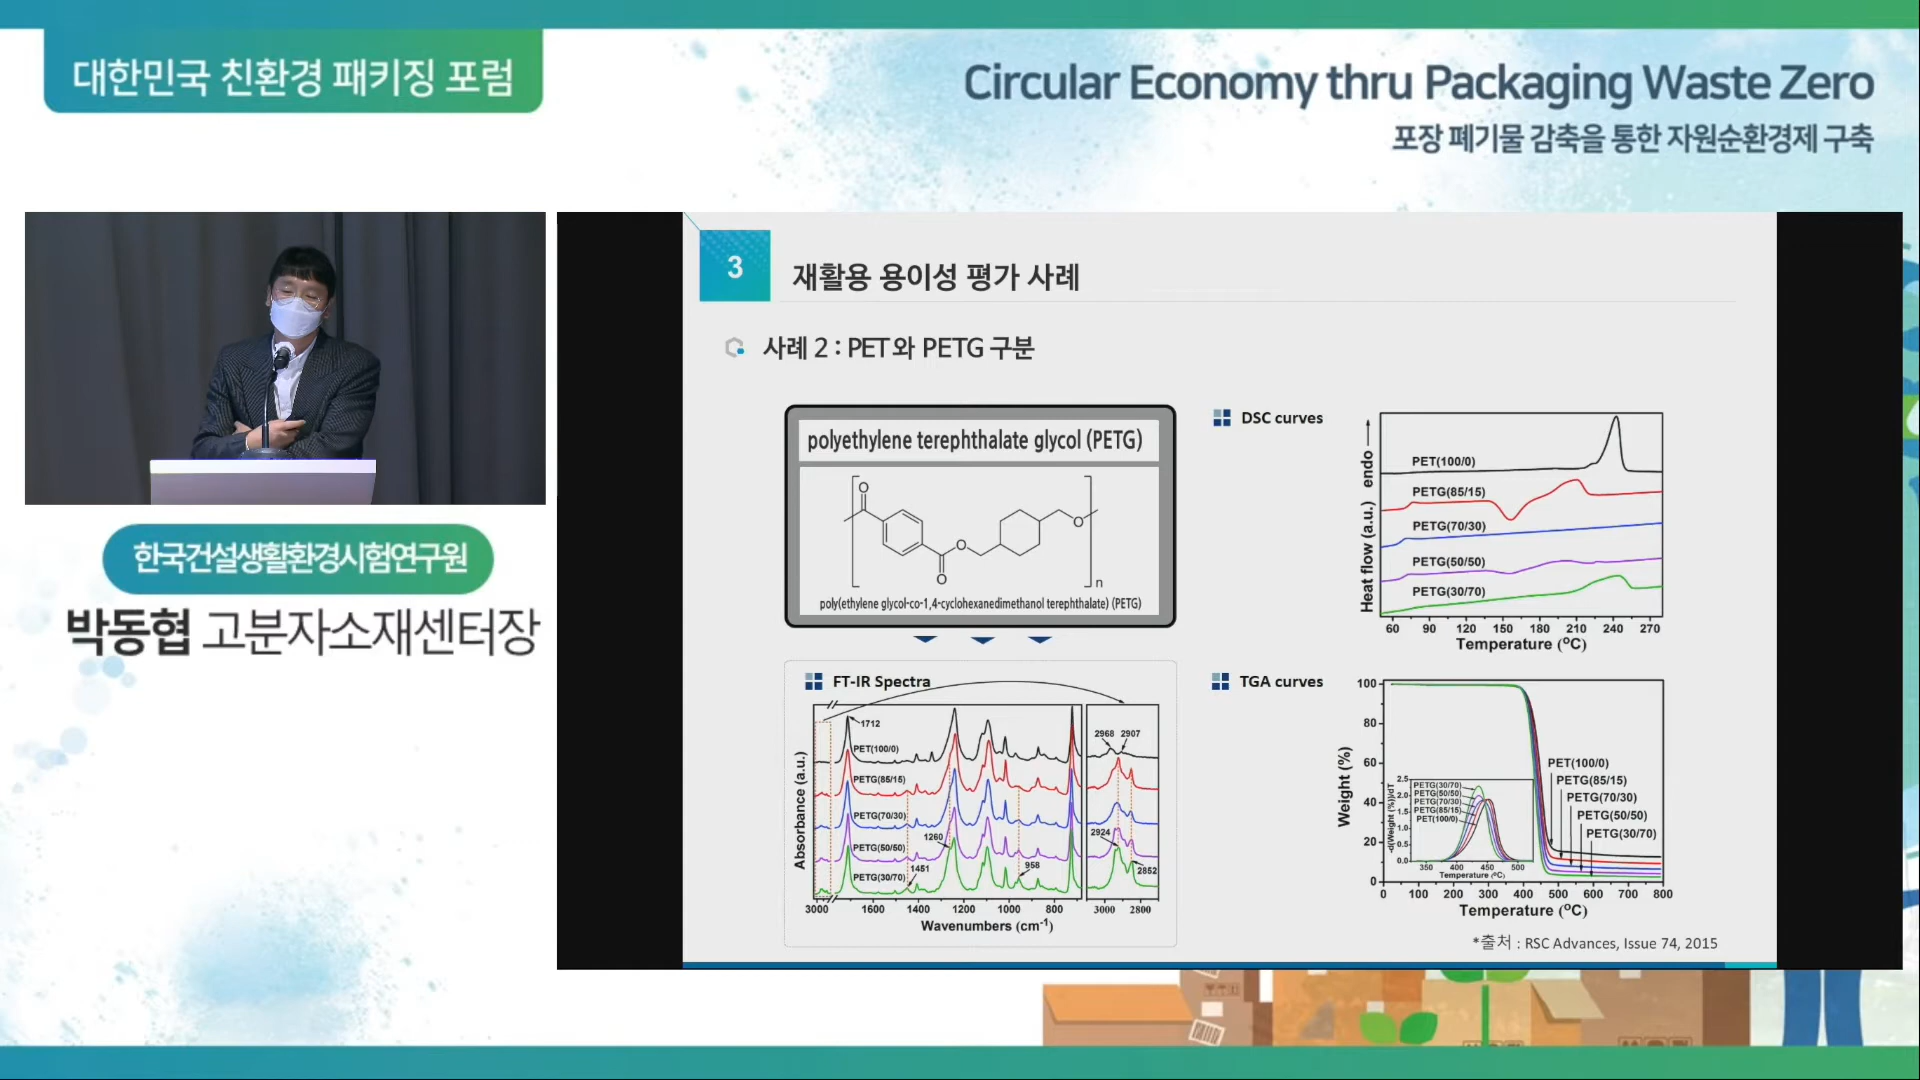 대한민국 친환경 패키징 포럼
Circular Economy thru Packaging Waste Zero
포장 폐기물 감축을 통한 자원순환경제 구축
한국건설생활환경시험연구원
박동협 고분자소재센터장
3
재활용 용이성 평가 사례
사례 2 : PET와 PETG 구분
polyethylene terephthalate glycol (PETG)
O
O
O
O
n
poly(ethylene glycol-co-1,4-cyclohexanedimethanol terephthalate) (PETG)
DSC curves
Heat flow (a.u.) endo
PET(100/0)
PETG(85/15)
PETG(70/30)
PETG(50/50)
PETG(30/70)
60 90 120 150 180 210 240 270
Temperature (°C)
FT-IR Spectra
Absorbance (a.u.)
1712
PET(100/0)
PETG(85/15)
PETG(70/30)
1260
PETG(50/50)
1451
958
PETG(30/70)
2968 2907
2924
2852
3000 1600 1400 1200 1000 800 3000 2800
Wavenumbers (cm-1)
TGA curves
Weight (%)
100
80
60
40
20
0
PET(100/0)
PETG(85/15)
PETG(70/30)
PETG(50/50)
PETG(30/70)
-d(Weight (%))/dT
2.5
2.0
1.5
1.0
0.5
0.0
PETG(30/70)
PETG(50/50)
PETG(70/30)
PETG(85/15)
PET(100/0)
350 400 450 500
Temperature (°C)
0 100 200 300 400 500 600 700 800
Temperature (°C)
*출처 : RSC Advances, Issue 74, 2015